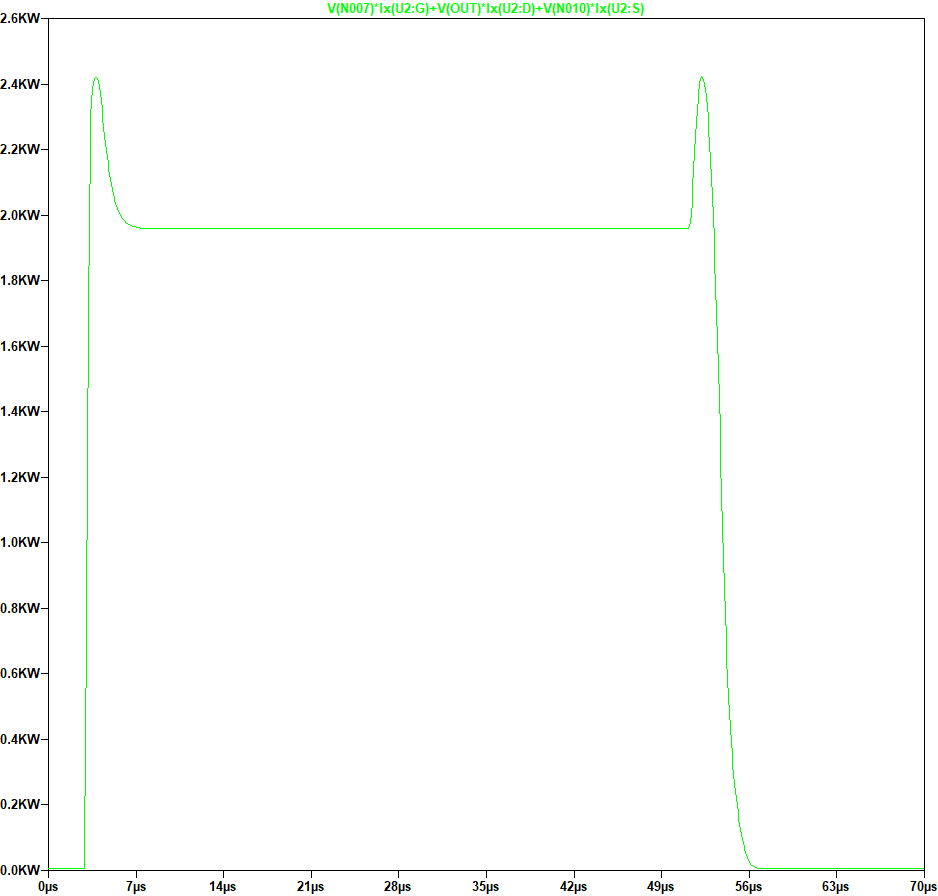 V(N007)*Ix(U2:G)+V(OUT)*Ix(U2:D)+V(N010)*Ix(U2:S)
2.6KW
2.4KW
2.2KW
2.0KW
1.8KW
1.6KW
1.4KW
1.2KW
1.0KW
0.8KW
0.6KW
0.4KW
0.2KW
0.0KW
0µs 7µs 14µs 21µs 28µs 35µs 42µs 49µs 56µs 63µs 70µs